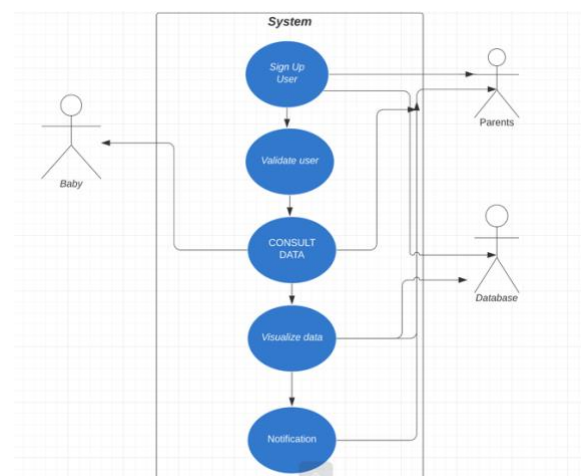 System
Sign Up
User
Parents
Validate user
Baby
CONSULT
DATA
Database
Visualize data
Notification